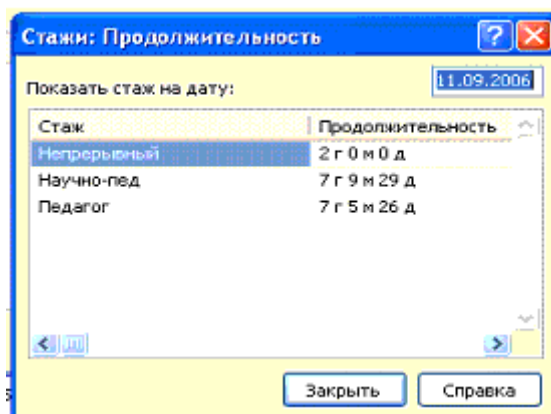 Стажи: Продолжительность
Показать стаж на дату: 11.09.2006
Стаж Продолжительность
Непрерывный 2 г 0 м 0 д
Научно-пед 7 г 9 м 29 д
Педагог 7 г 5 м 26 д
Закрыть Справка